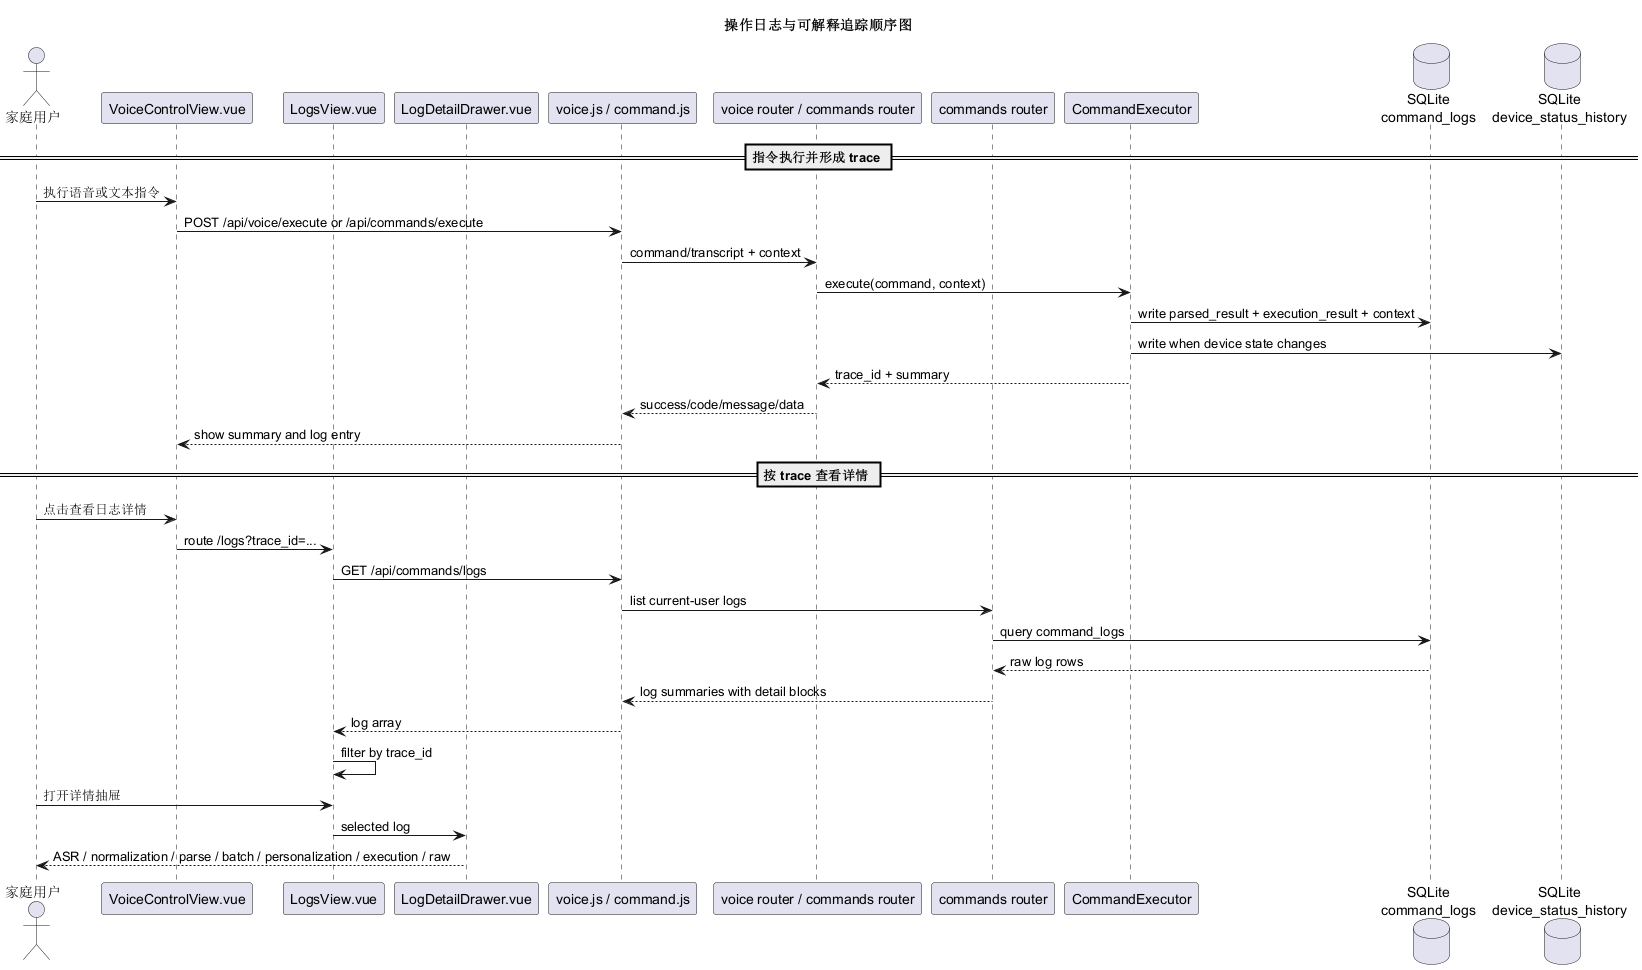 操作日志与可解释追踪顺序图
家庭用户
VoiceControlView.vue
LogsView.vue
LogDetailDrawer.vue
voice.js / command.js
voice router / commands router
commands router
CommandExecutor
SQLite
command_logs
SQLite
device_status_history
指令执行并形成 trace
执行语音或文本指令
POST /api/voice/execute or /api/commands/execute
command/transcript + context
execute(command, context)
write parsed_result + execution_result + context
write when device state changes
trace_id + summary
success/code/message/data
show summary and log entry
按 trace 查看详情
点击查看日志详情
route /logs?trace_id=...
GET /api/commands/logs
list current-user logs
query command_logs
raw log rows
log summaries with detail blocks
log array
filter by trace_id
打开详情抽屉
selected log
ASR / normalization / parse / batch / personalization / execution / raw
家庭用户
VoiceControlView.vue
LogsView.vue
LogDetailDrawer.vue
voice.js / command.js
voice router / commands router
commands router
CommandExecutor
SQLite
command_logs
SQLite
device_status_history